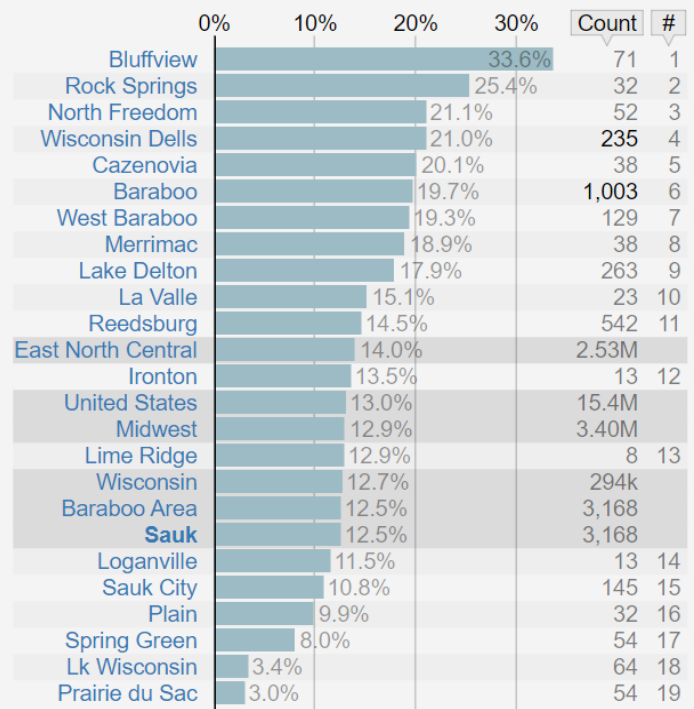 0% 10% 20% 30% Count #
Bluffview 33.6% 71 1
Rock Springs 25.4% 32 2
North Freedom 21.1% 52 3
Wisconsin Dells 21.0% 235 4
Cazenovia 20.1% 38 5
Baraboo 19.7% 1,003 6
West Baraboo 19.3% 129 7
Merrimac 18.9% 38 8
Lake Delton 17.9% 263 9
La Valle 15.1% 23 10
Reedsburg 14.5% 542 11
East North Central 14.0% 2.53M
Ironton 13.5% 13 12
United States 13.0% 15.4M
Midwest 12.9% 3.40M
Lime Ridge 12.9% 8 13
Wisconsin 12.7% 294k
Baraboo Area 12.5% 3,168
Sauk 12.5% 3,168
Loganville 11.5% 13 14
Sauk City 10.8% 145 15
Plain 9.9% 32 16
Spring Green 8.0% 54 17
Lk Wisconsin 3.4% 64 18
Prairie du Sac 3.0% 54 19